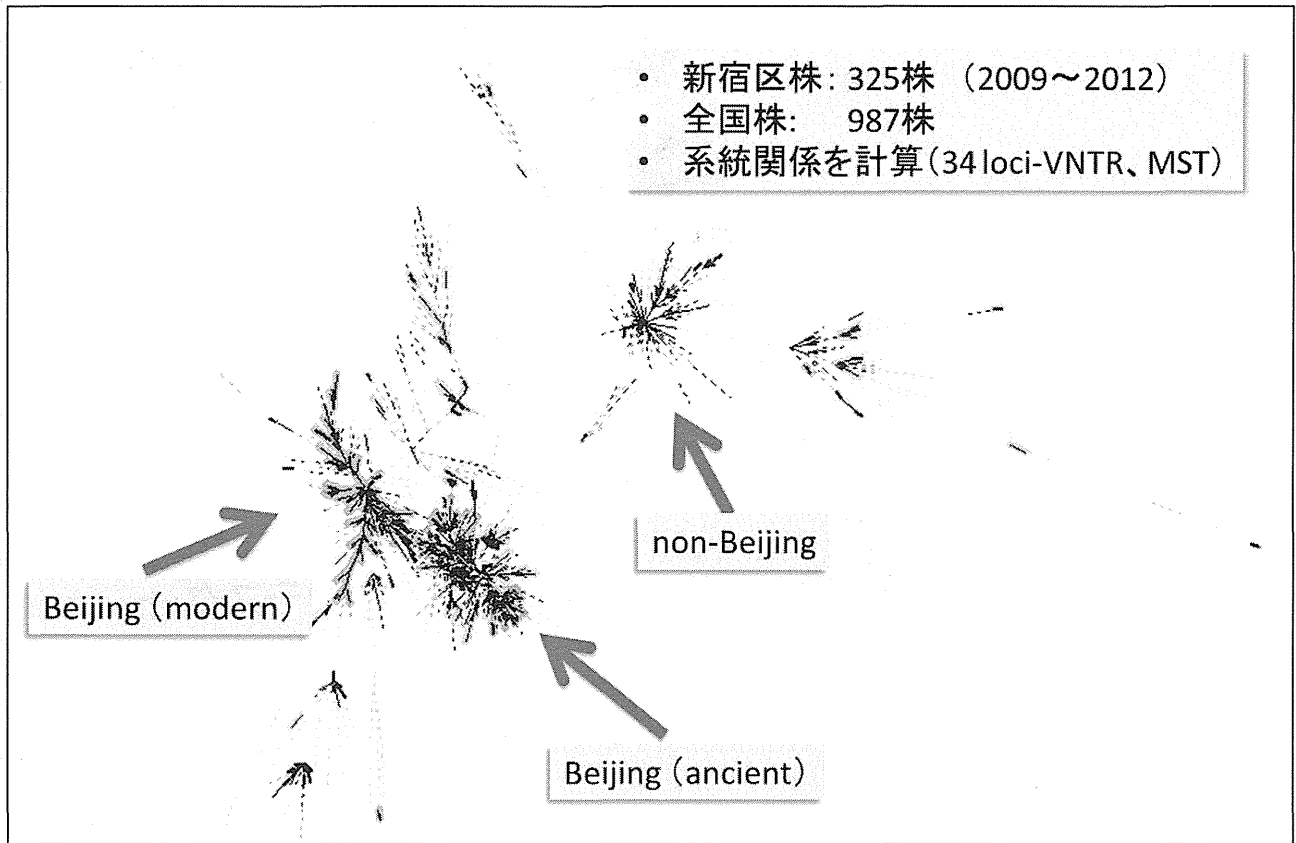 • 新宿区株: 325株 （2009～2012）
• 全国株: 987株
• 系統関係を計算（34 loci-VNTR、MST）
non-Beijing
Beijing （modern）
Beijing （ancient）